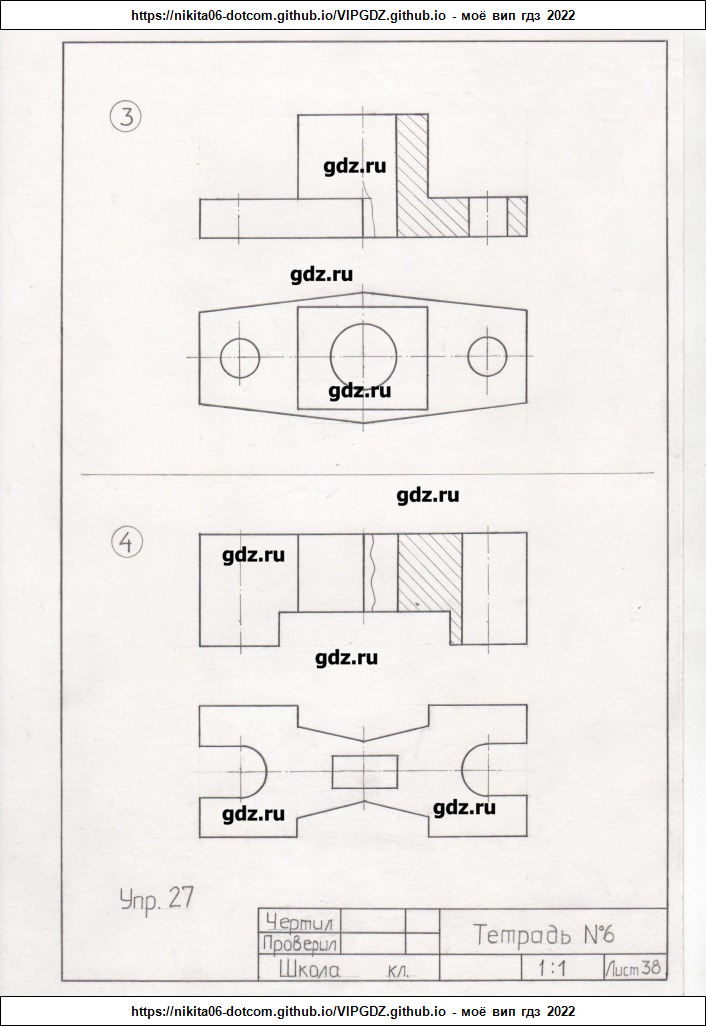 https://nikita06-dotcom.github.io/VIPGDZ.github.io - моё вип гдз 2022
3
gdz.ru
gdz.ru
gdz.ru
gdz.ru
4
gdz.ru
gdz.ru
gdz.ru
gdz.ru
Упр. 27
Чертил
Проверил
Тетрадь №6
Школа кл.
1:1
Лист 38
https://nikita06-dotcom.github.io/VIPGDZ.github.io - моё вип гдз 2022